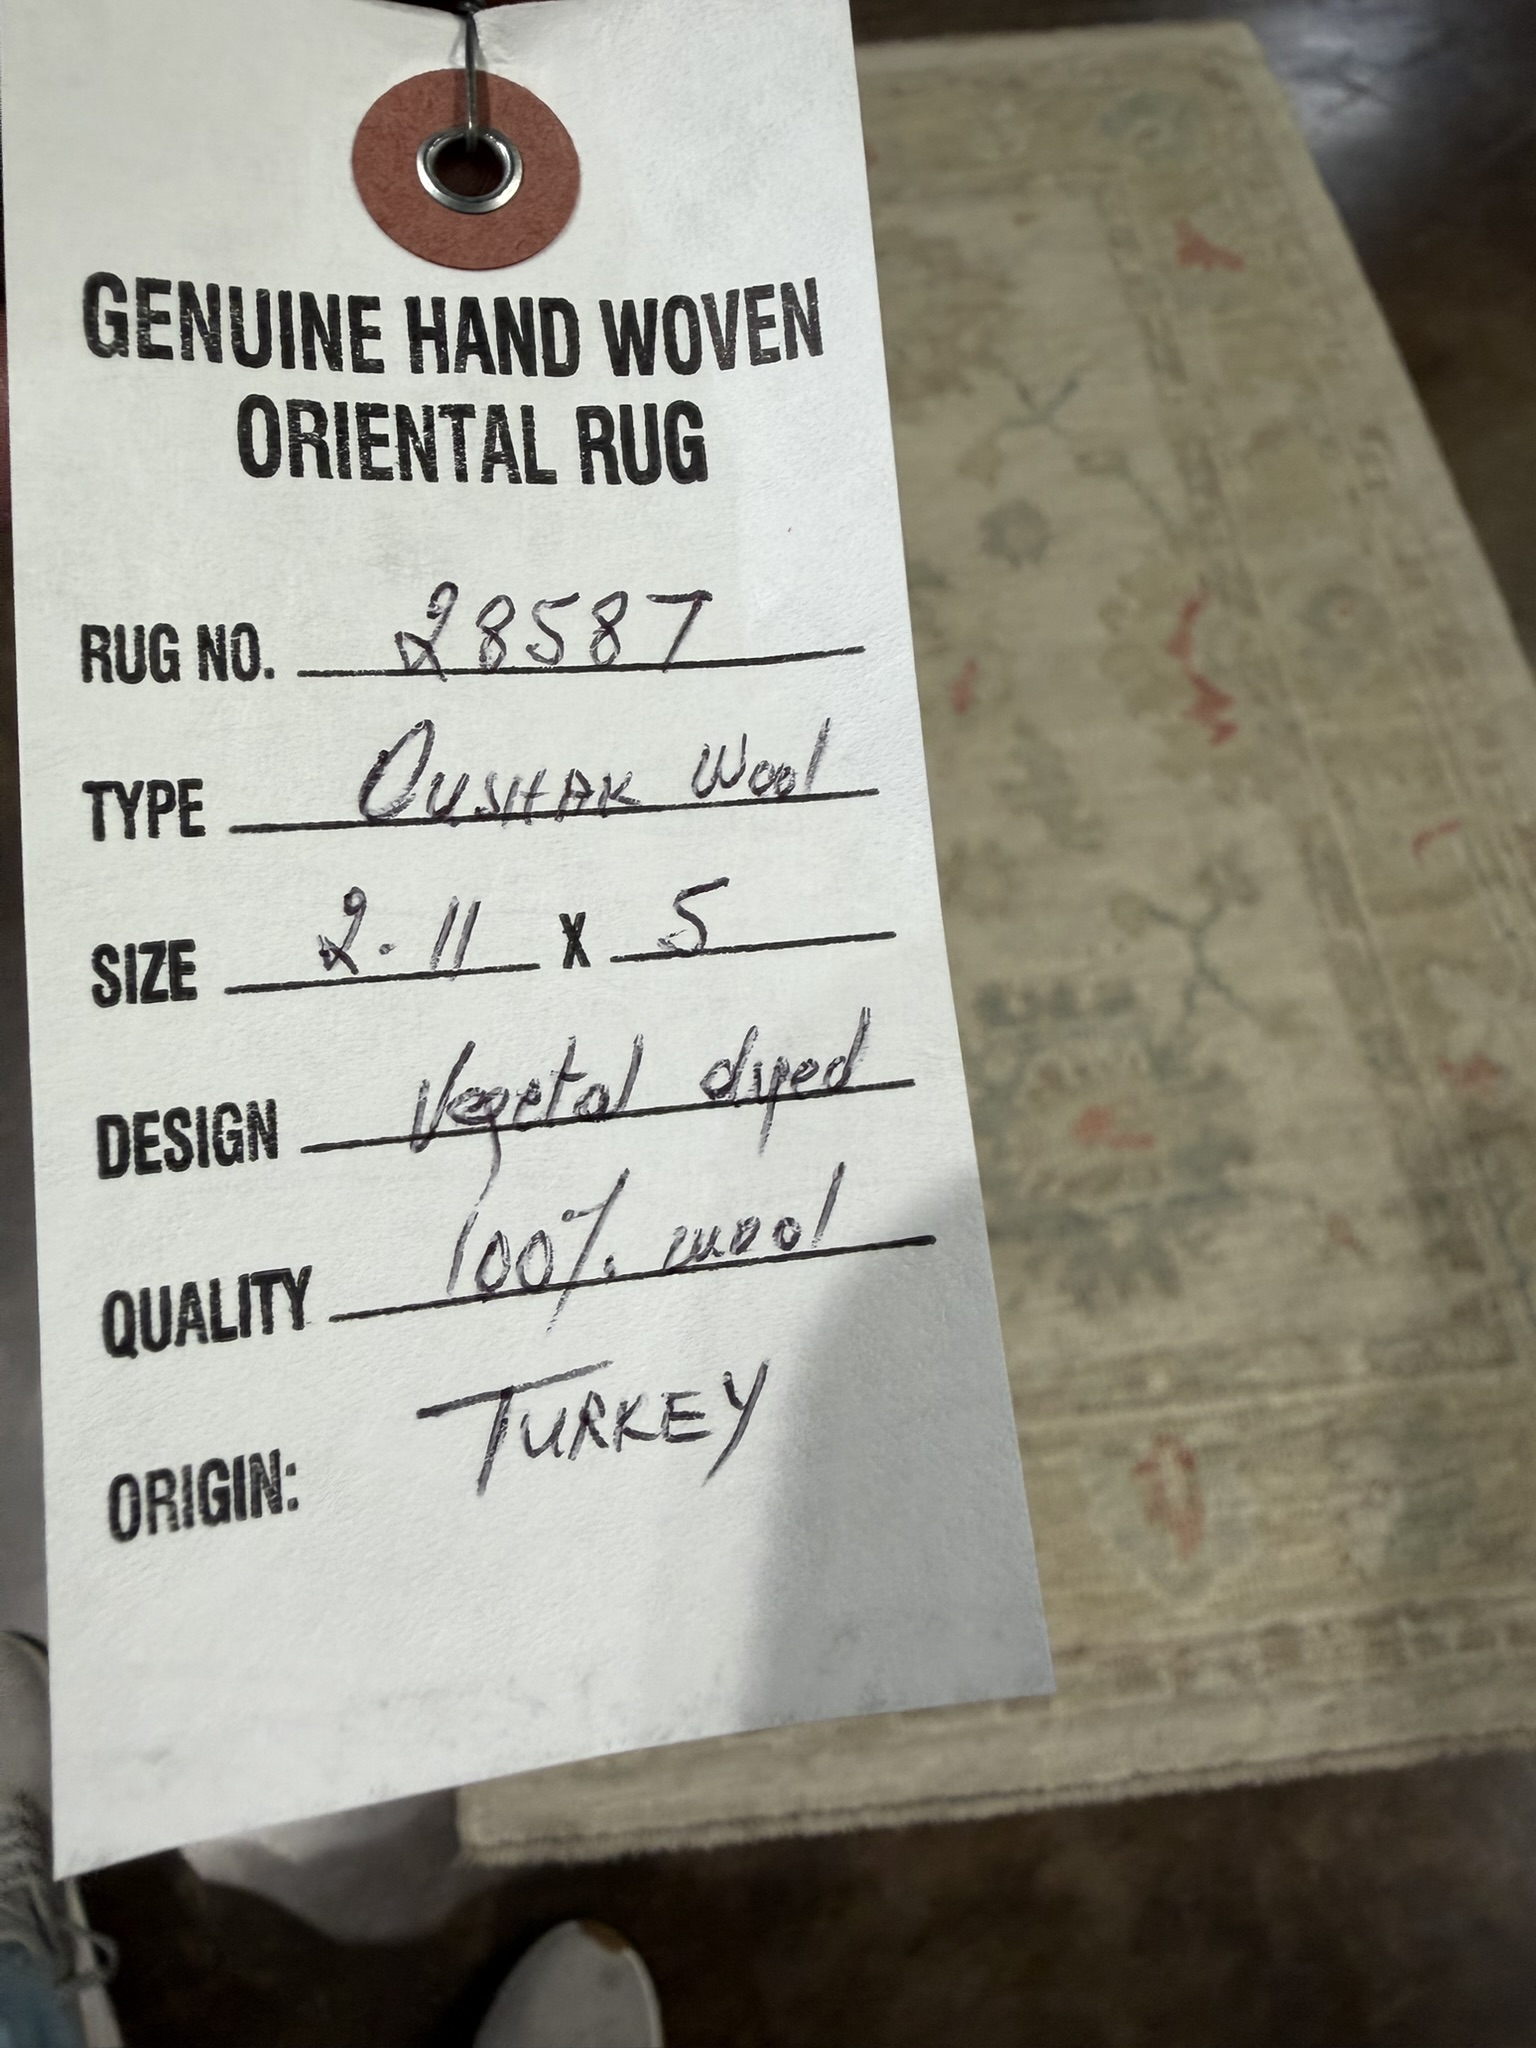 GENUINE HAND WOVEN
ORIENTAL RUG
RUG NO. 28587
TYPE OUSHAK Wool
SIZE 2.11 X 5
DESIGN Vegetal dyed
QUALITY 100% wool
ORIGIN: TURKEY